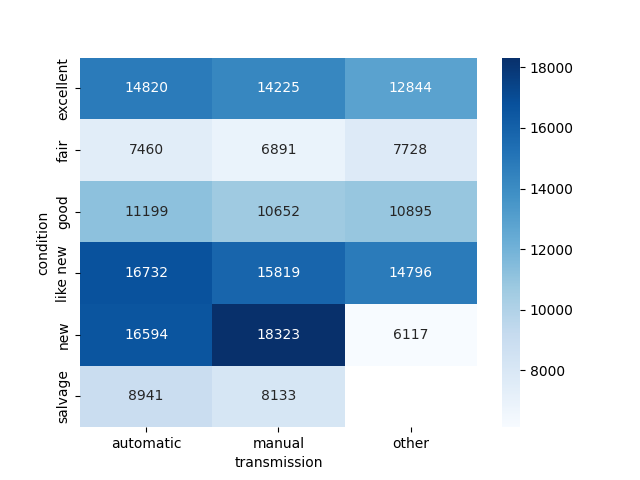 excellent 14820 14225 12844
fair 7460 6891 7728
good 11199 10652 10895
like new 16732 15819 14796
new 16594 18323 6117
salvage 8941 8133
condition
automatic manual other
transmission
18000
16000
14000
12000
10000
8000